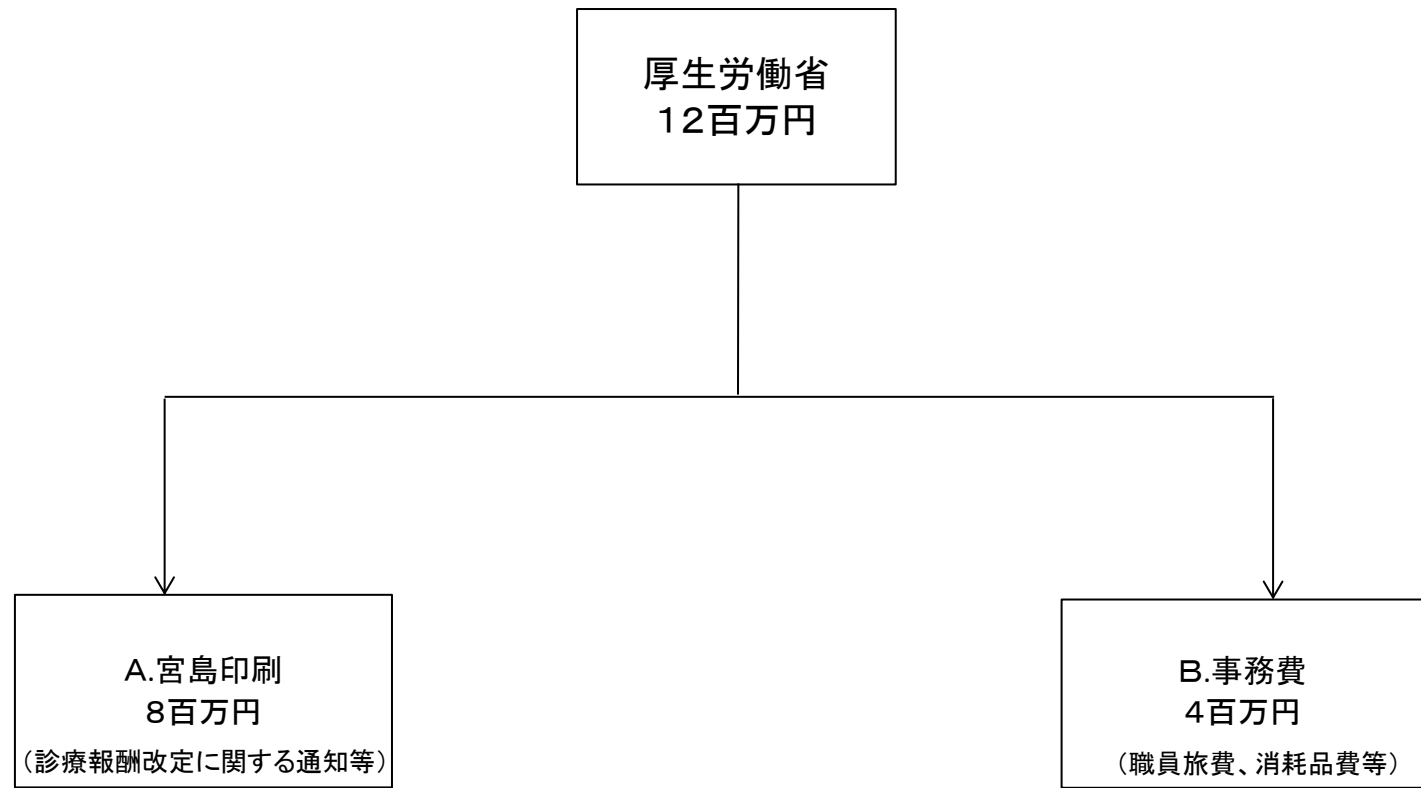 厚生労働省
１２百万円
A.宮島印刷
８百万円
（診療報酬改定に関する通知等）
Ｂ.事務費
４百万円
（職員旅費、消耗品費等）